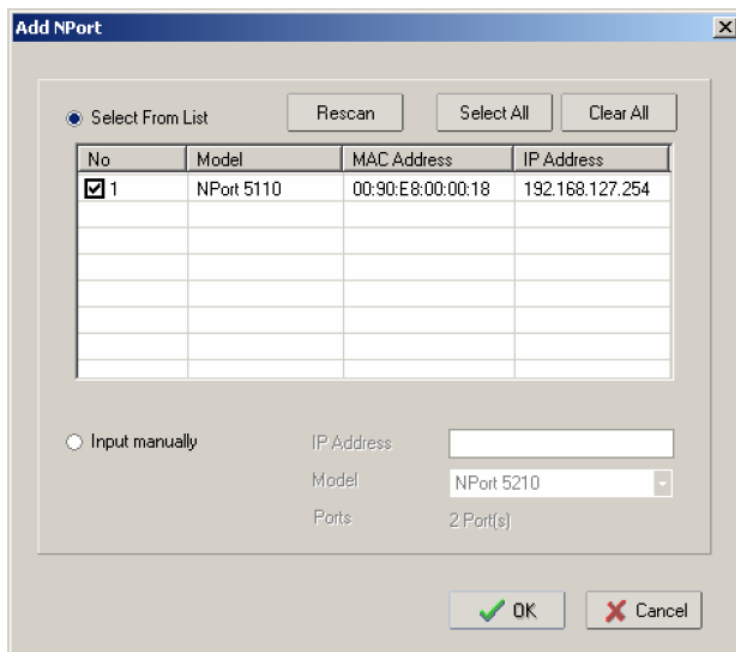 Add NPort
Select From List Rescan Select All Clear All
No Model MAC Address IP Address
1 NPort 5110 00:90:E8:00:00:18 192.168.127.254
Input manually IP Address
Model NPort 5210
Ports 2 Port(s)
OK Cancel